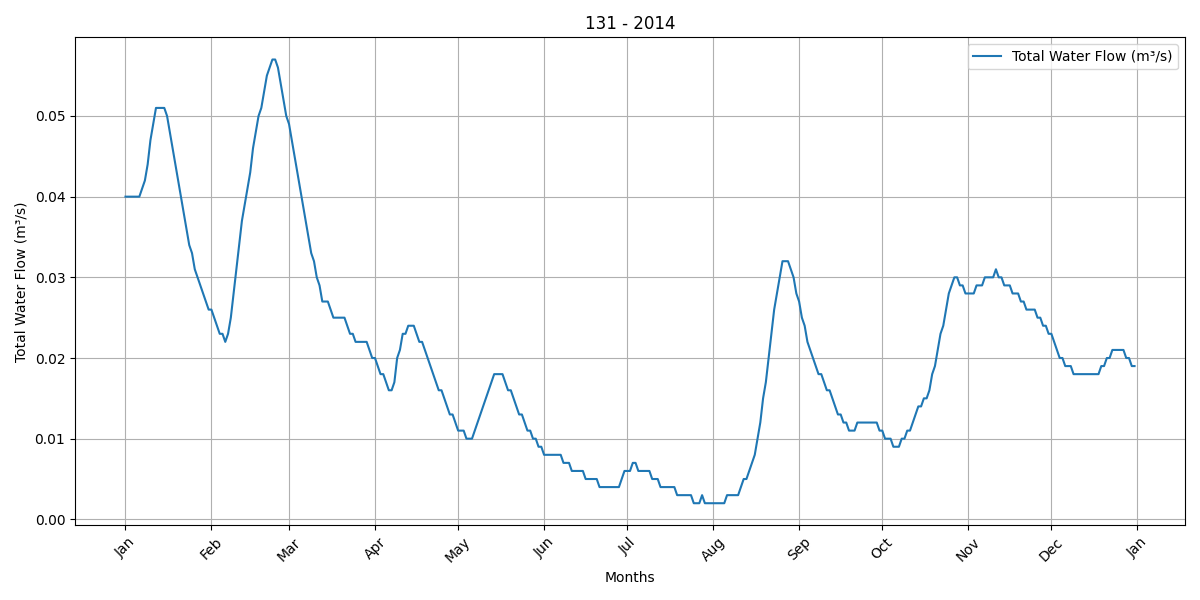 131 - 2014
Total Water Flow (m³/s)
Total Water Flow (m³/s)
0.05
0.04
0.03
0.02
0.01
0.00
Jan
Feb
Mar
Apr
May
Jun
Jul
Aug
Sep
Oct
Nov
Dec
Jan
Months